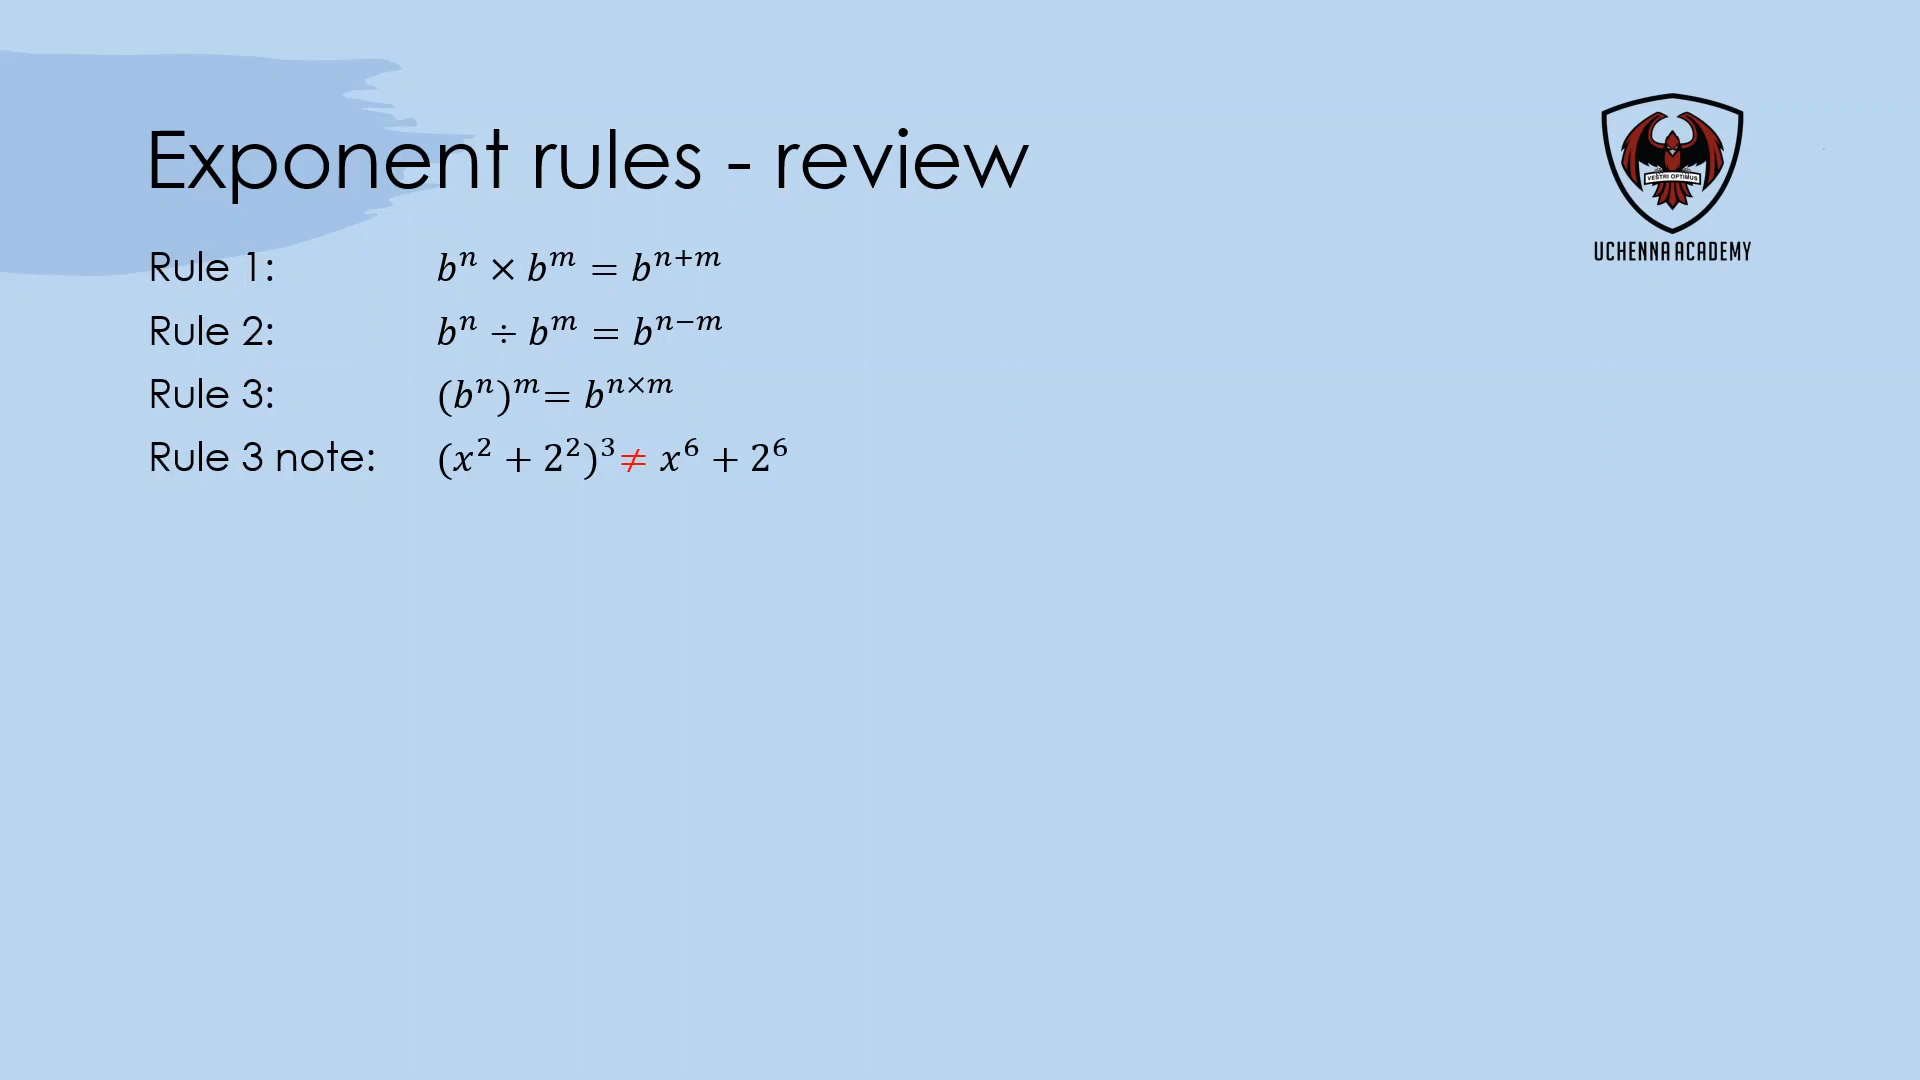 Exponent rules - review
VESTRI OPTIMUS
UCHENNA ACADEMY
Rule 1: bⁿ × bᵐ = bⁿ⁺ᵐ
Rule 2: bⁿ ÷ bᵐ = bⁿ⁻ᵐ
Rule 3: (bⁿ)ᵐ= bⁿ˟ᵐ
Rule 3 note: (x² + 2²)³≠ x⁶ + 2⁶